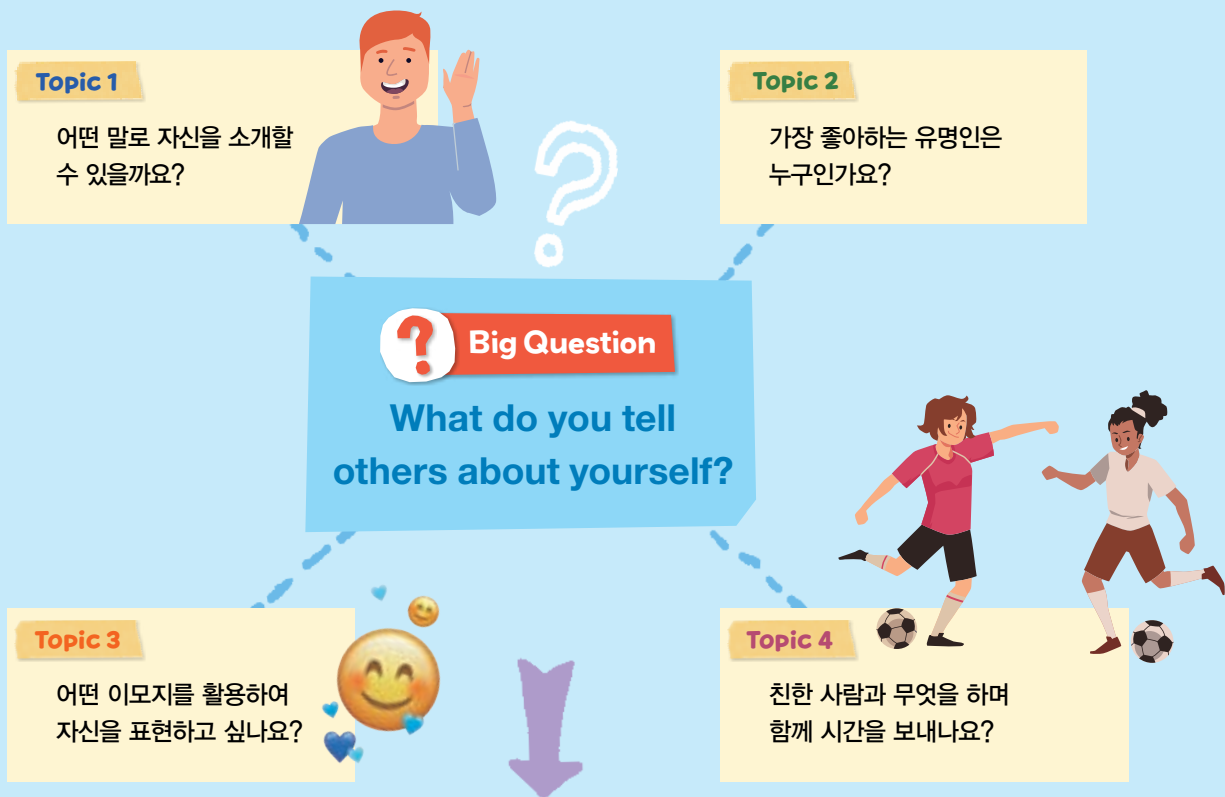 Topic 1
어떤 말로 자신을 소개할
수 있을까요?
Topic 2
가장 좋아하는 유명인은
누구인가요?
?
? Big Question
What do you tell
others about yourself?
Topic 3
어떤 이모지를 활용하여
자신을 표현하고 싶나요?
Topic 4
친한 사람과 무엇을 하며
함께 시간을 보내나요?